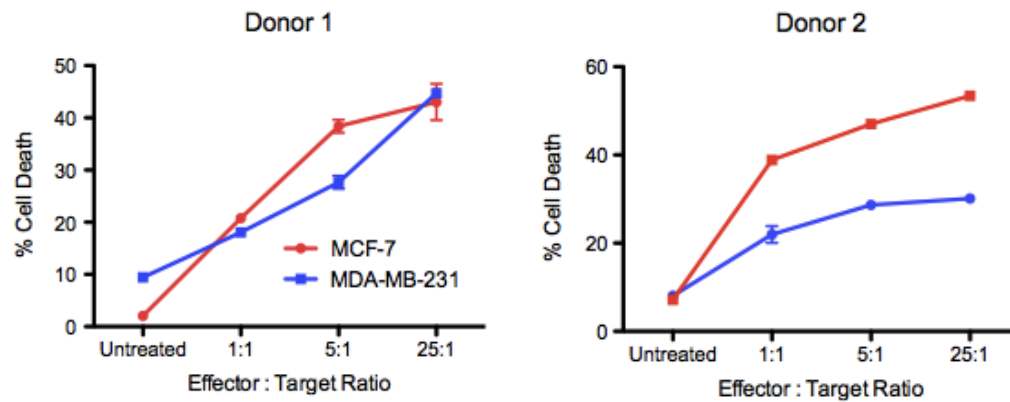 Donor 1
50
40
30
20
10
0
% Cell Death
MCF-7
MDA-MB-231
Untreated 1:1 5:1 25:1
Effector : Target Ratio
Donor 2
60
40
20
0
% Cell Death
Untreated 1:1 5:1 25:1
Effector : Target Ratio